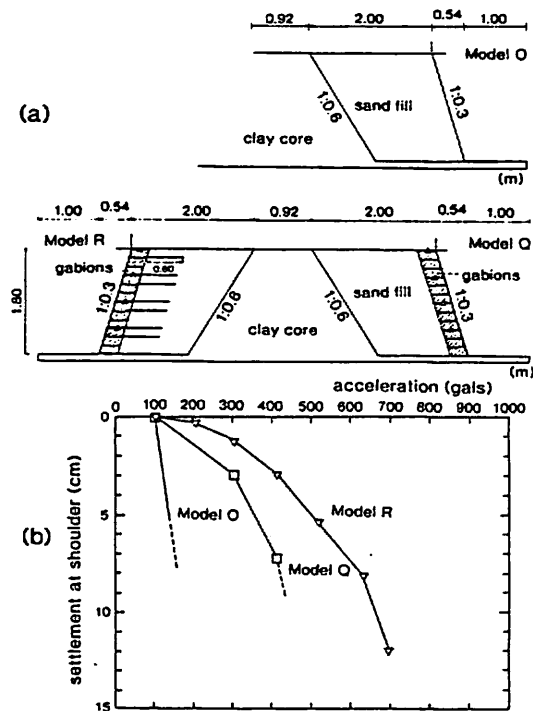 0.92 2.00 0.54 1.00
Model O
(a)
1:0.6
sand fill
1:0.3
clay core
(m)
1.00 0.54 2.00 0.92 2.00 0.54 1.00
Model R
Model Q
gabions
0.60
gabions
1.80
1:0.3
1:0.6
sand fill
1:0.6
1:0.3
clay core
(m)
acceleration (gals)
0 100 200 300 400 500 600 700 800 900 1000
0
5
10
15
settlement at shoulder (cm)
(b)
Model O
Model R
Model Q